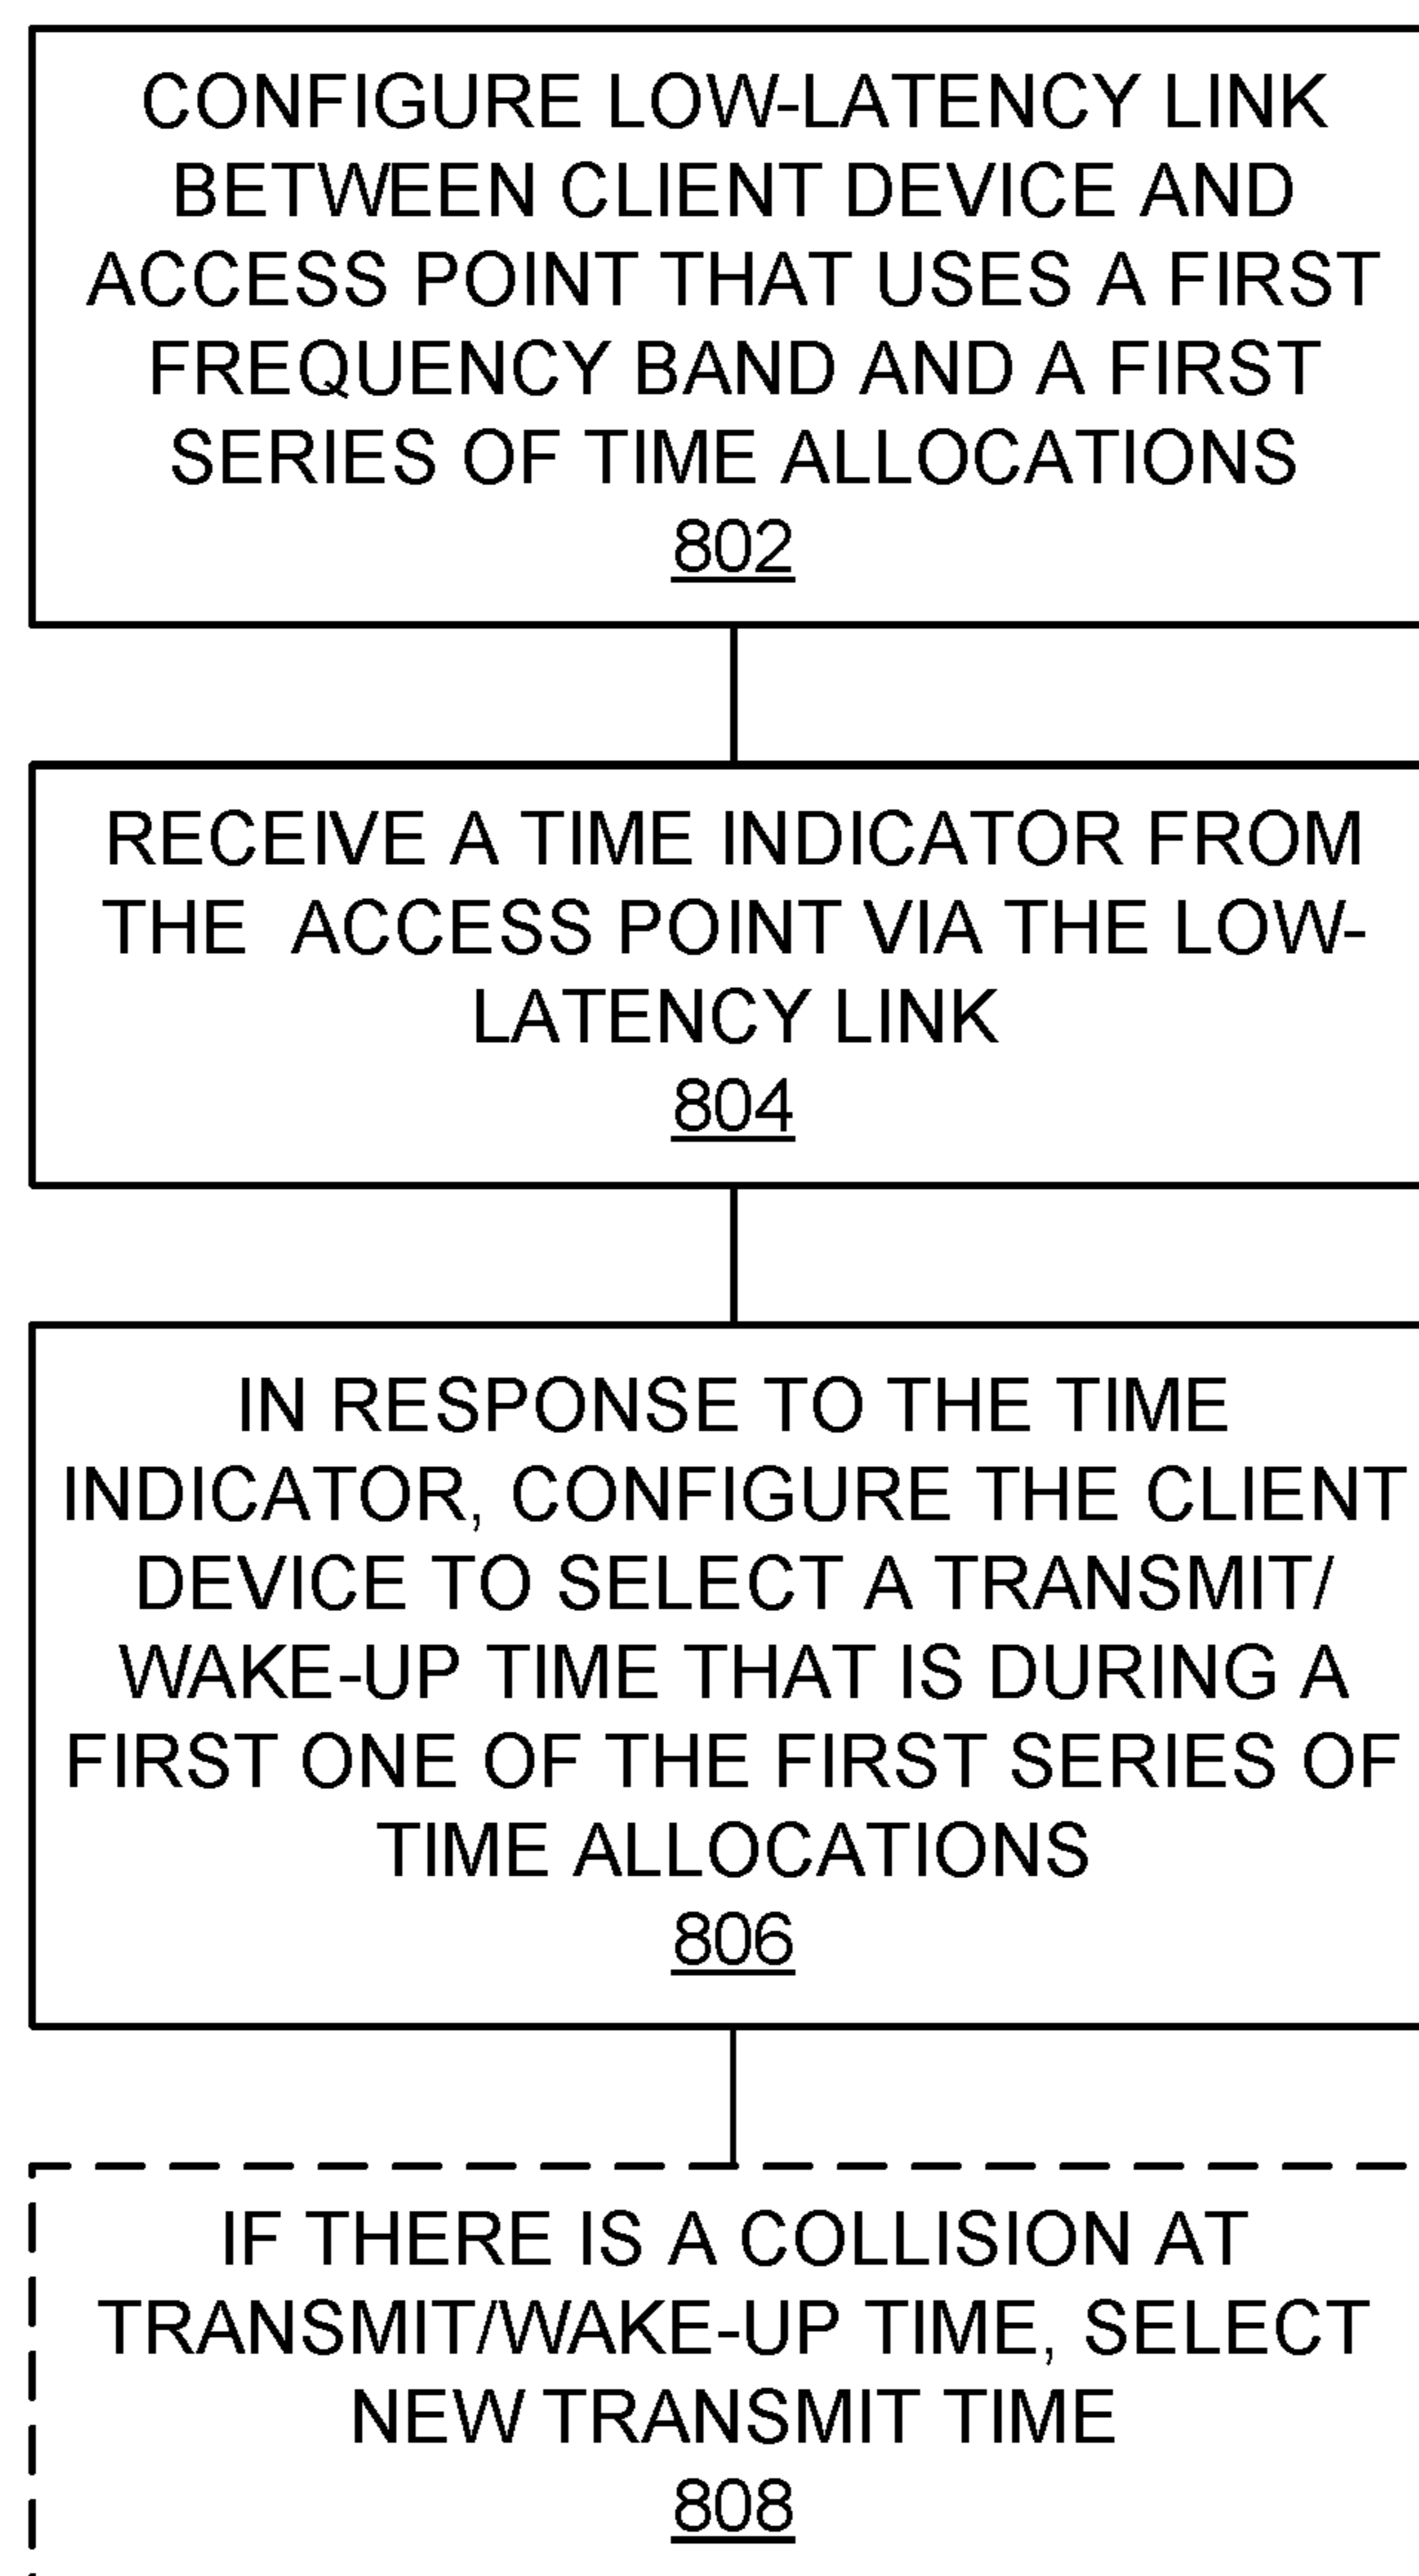 CONFIGURE LOW-LATENCY LINK
BETWEEN CLIENT DEVICE AND
ACCESS POINT THAT USES A FIRST
FREQUENCY BAND AND A FIRST
SERIES OF TIME ALLOCATIONS
802
RECEIVE A TIME INDICATOR FROM
THE ACCESS POINT VIA THE LOW-
LATENCY LINK
804
IN RESPONSE TO THE TIME
INDICATOR, CONFIGURE THE CLIENT
DEVICE TO SELECT A TRANSMIT/
WAKE-UP TIME THAT IS DURING A
FIRST ONE OF THE FIRST SERIES OF
TIME ALLOCATIONS
806
IF THERE IS A COLLISION AT
TRANSMIT/WAKE-UP TIME, SELECT
NEW TRANSMIT TIME
808